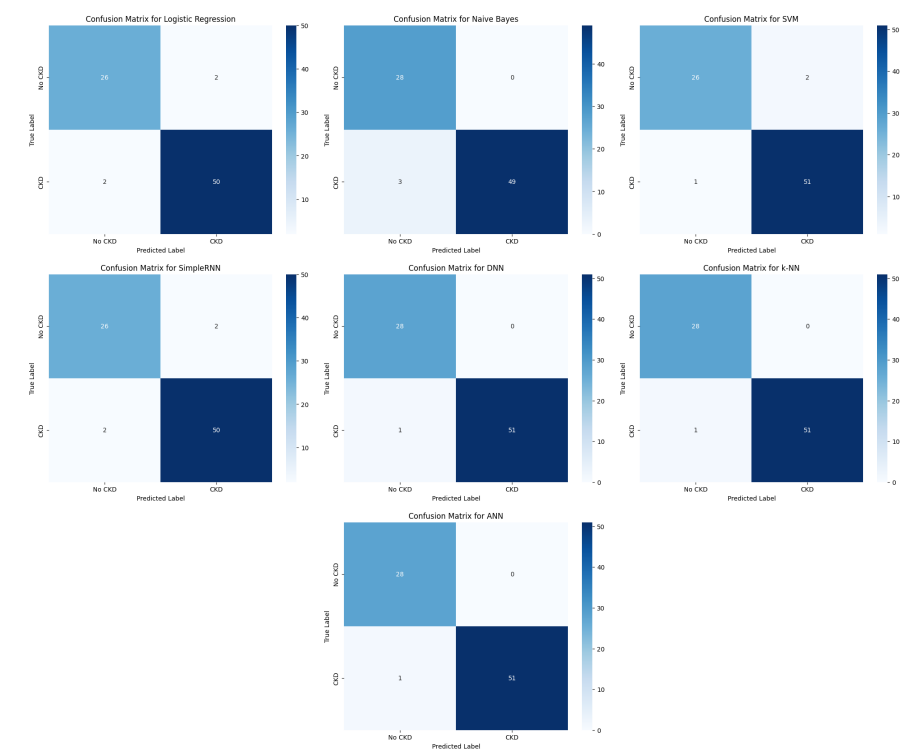 Confusion Matrix for Logistic Regression
50
40
30
20
10
No CKD
CKD
True Label
26
2
2
50
No CKD
CKD
Predicted Label
Confusion Matrix for Naive Bayes
40
30
20
10
0
No CKD
CKD
True Label
28
0
3
49
No CKD
CKD
Predicted Label
Confusion Matrix for SVM
50
40
30
20
10
No CKD
CKD
True Label
26
2
1
51
No CKD
CKD
Predicted Label
Confusion Matrix for SimpleRNN
50
40
30
20
10
No CKD
CKD
True Label
26
2
2
50
No CKD
CKD
Predicted Label
Confusion Matrix for DNN
50
40
30
20
10
0
No CKD
CKD
True Label
28
0
1
51
No CKD
CKD
Predicted Label
Confusion Matrix for k-NN
50
40
30
20
10
0
No CKD
CKD
True Label
28
0
1
51
No CKD
CKD
Predicted Label
Confusion Matrix for ANN
50
40
30
20
10
0
No CKD
CKD
True Label
28
0
1
51
No CKD
CKD
Predicted Label